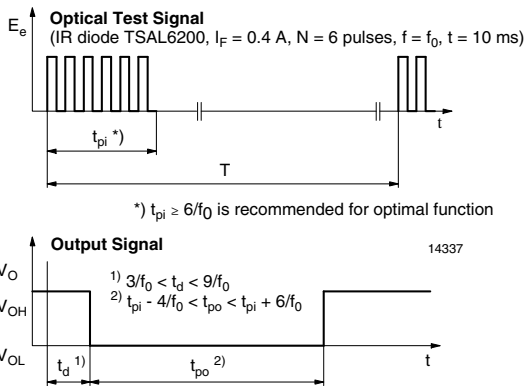 Optical Test Signal
(IR diode TSAL6200, I_F = 0.4 A, N = 6 pulses, f = f_0, t = 10 ms)
E_e
t
t_pi *)
T
*) t_pi ≥ 6/f_0 is recommended for optimal function
Output Signal
14337
V_O
1) 3/f_0 < t_d < 9/f_0
2) t_pi - 4/f_0 < t_po < t_pi + 6/f_0
V_OH
V_OL
t_d 1)
t_po 2)
t